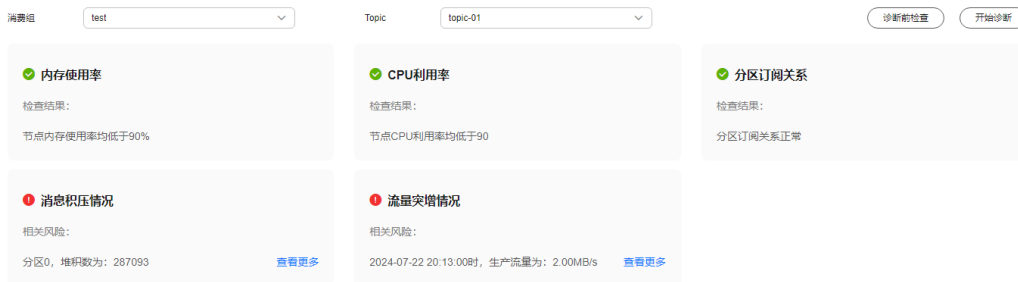 消费组 test Topic topic-01 诊断前检查 开始诊断
内存使用率 CPU利用率 分区订阅关系
检查结果： 检查结果： 检查结果：
节点内存使用率均低于90% 节点CPU利用率均低于90 分区订阅关系正常
消息积压情况 流量突增情况
相关风险： 相关风险：
分区0，堆积数为：287093 查看更多 2024-07-22 20:13:00时，生产流量为：2.00MB/s 查看更多